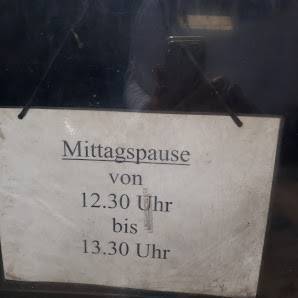 Mittagspause
von
12.30 Uhr
bis
13.30 Uhr